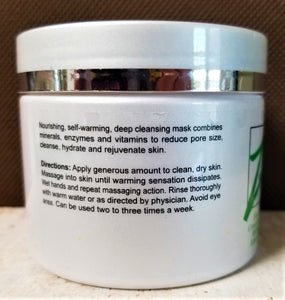 Nourishing, self-warming, deep cleansing mask combines
minerals, enzymes and vitamins to reduce pore size,
cleanse, hydrate and rejuvenate skin.
Directions: Apply generous amount to clean, dry skin.
Massage into skin until warming sensation dissipates.
Wet hands and repeat massaging action. Rinse thoroughly
with warm water or as directed by physician. Avoid eye
area. Can be used two to three times a week.